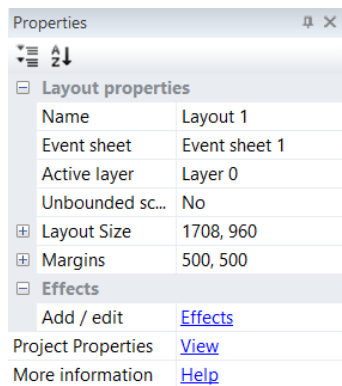 Properties
Layout properties
Name Layout 1
Event sheet Event sheet 1
Active layer Layer 0
Unbounded sc... No
Layout Size 1708, 960
Margins 500, 500
Effects
Add / edit Effects
Project Properties View
More information Help